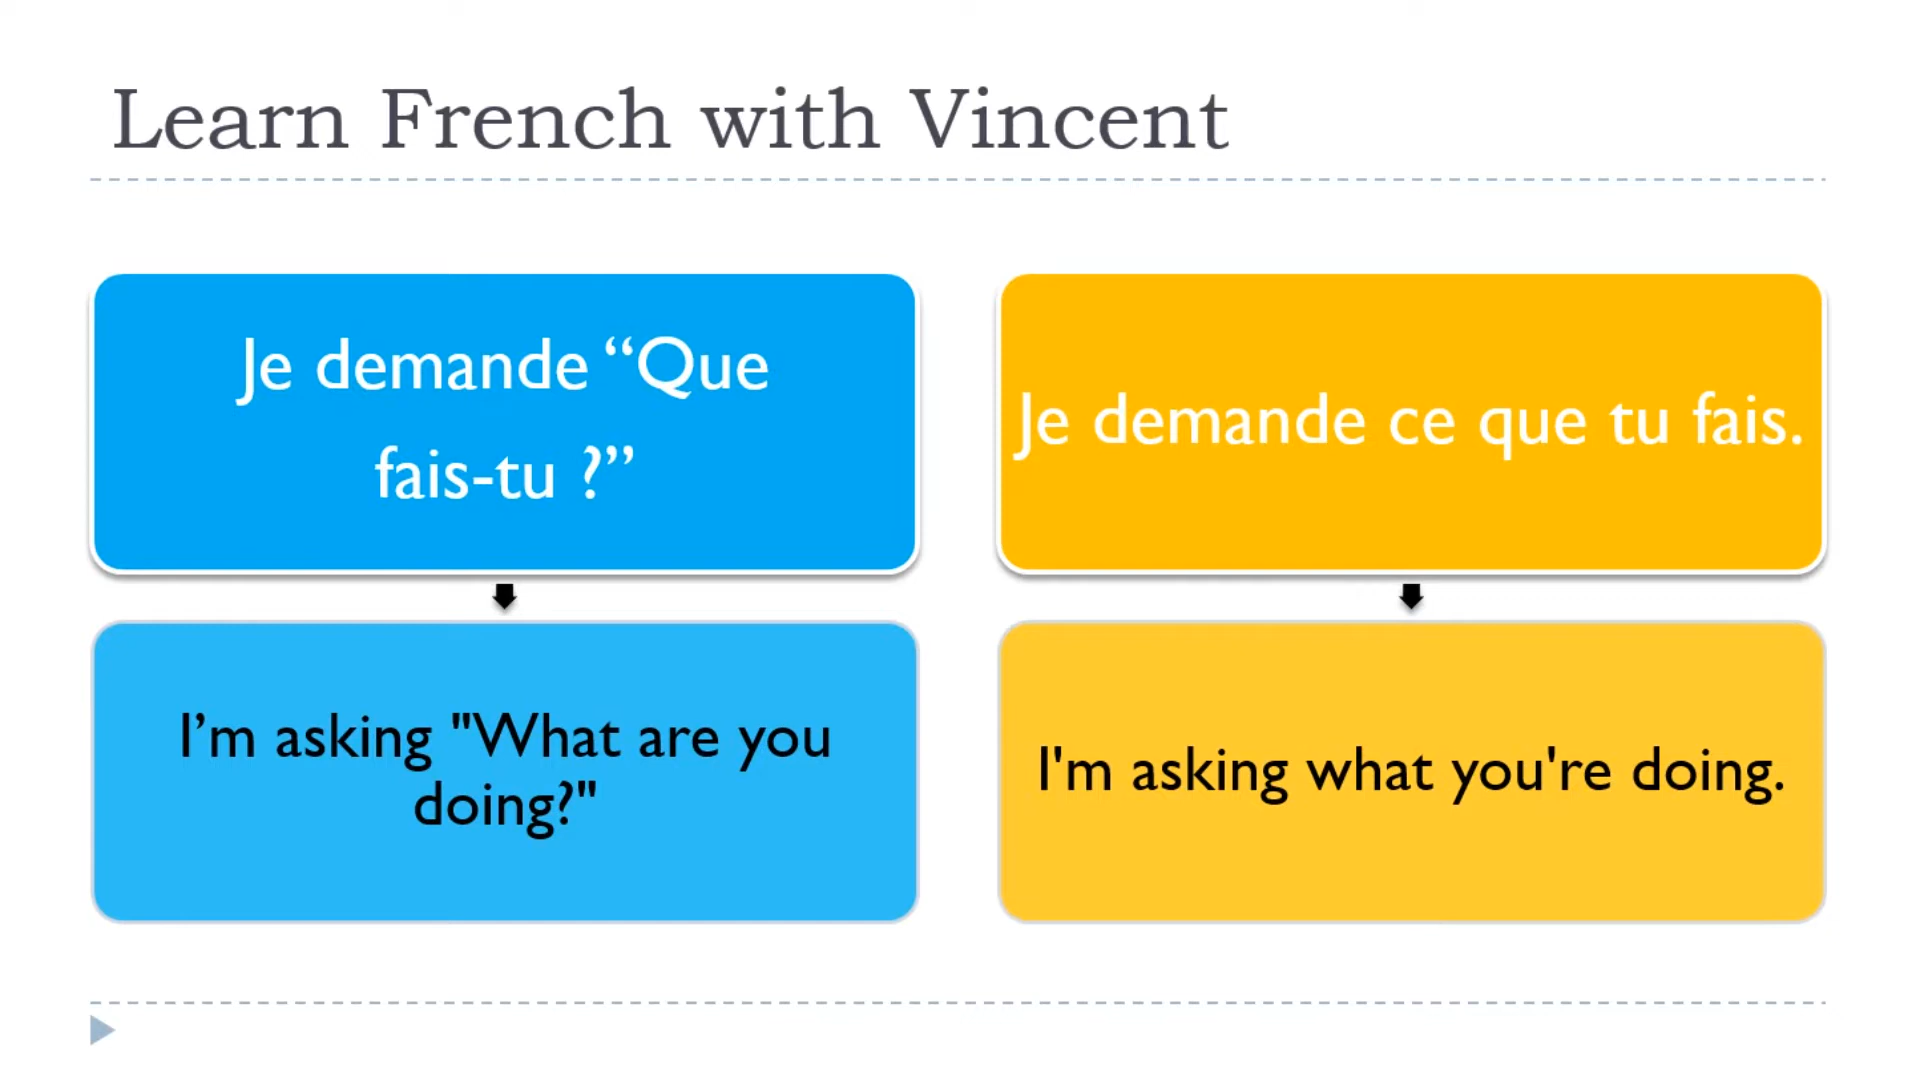 Learn French with Vincent
Je demande “Que
fais-tu ?”
Je demande ce que tu fais.
I’m asking "What are you
doing?"
I'm asking what you're doing.